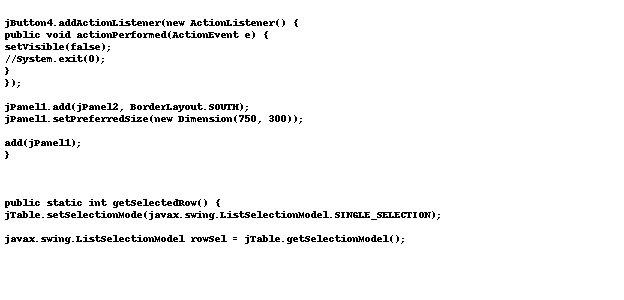 jButton4.addActionListener(new ActionListener() {
public void actionPerformed(ActionEvent e) {
setVisible(false);
//System.exit(0);
}
});
jPanel1.add(jPanel2, BorderLayout.SOUTH);
jPanel1.setPreferredSize(new Dimension(750, 300));
add(jPanel1);
}
public static int getSelectedRow() {
jTable.setSelectionMode(javax.swing.ListSelectionModel.SINGLE_SELECTION);
javax.swing.ListSelectionModel rowSel = jTable.getSelectionModel();